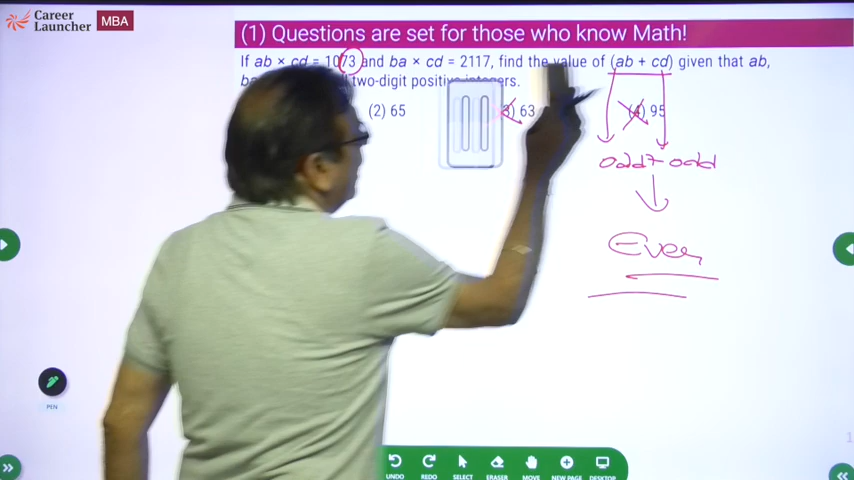 Career
Launcher
MBA
(1) Questions are set for those who know Math!
If ab × cd = 1073 and ba × cd = 2117, find the value of (ab + cd) given that ab,
two-digit positive integers.
(2) 65
3) 63
(4) 95
odd + odd
Even
PEN
UNDO
REDO
SELECT
ERASER
MOVE
NEW PAGE
DESKTOP
1